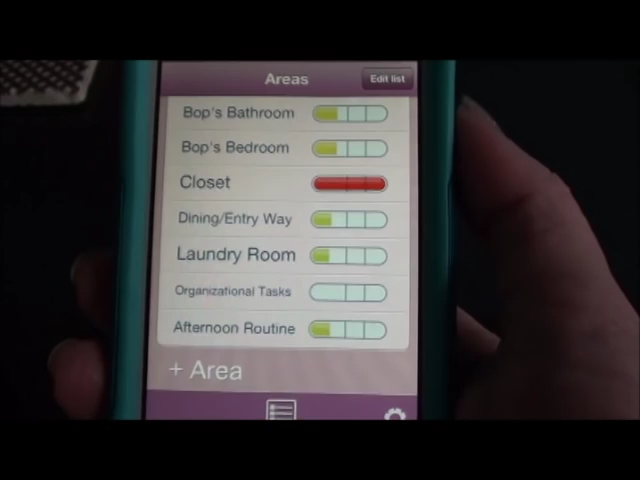 Areas
Edit list
Bop's Bathroom
Bop's Bedroom
Closet
Dining/Entry Way
Laundry Room
Organizational Tasks
Afternoon Routine
+ Area